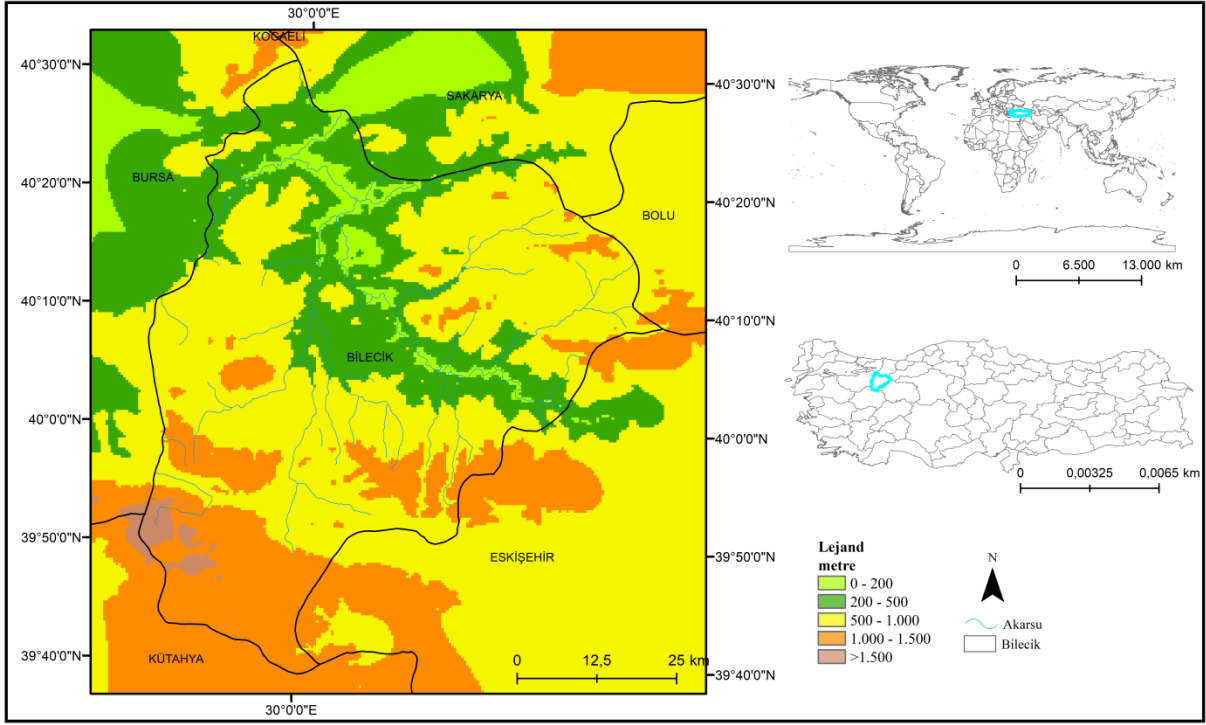 30°0'0"E
KOCAELİ
40°30'0"N
40°30'0"N
SAKARYA
BURSA
40°20'0"N
40°20'0"N
BOLU
0 6.500 13.000 km
40°10'0"N
40°10'0"N
BİLECİK
40°0'0"N
40°0'0"N
0 0,00325 0,0065 km
39°50'0"N
39°50'0"N
ESKİŞEHİR
Lejand
metre
0 - 200
200 - 500
500 - 1.000
1.000 - 1.500
>1.500
N
Akarsu
Bilecik
39°40'0"N
39°40'0"N
KÜTAHYA
0 12,5 25 km
30°0'0"E